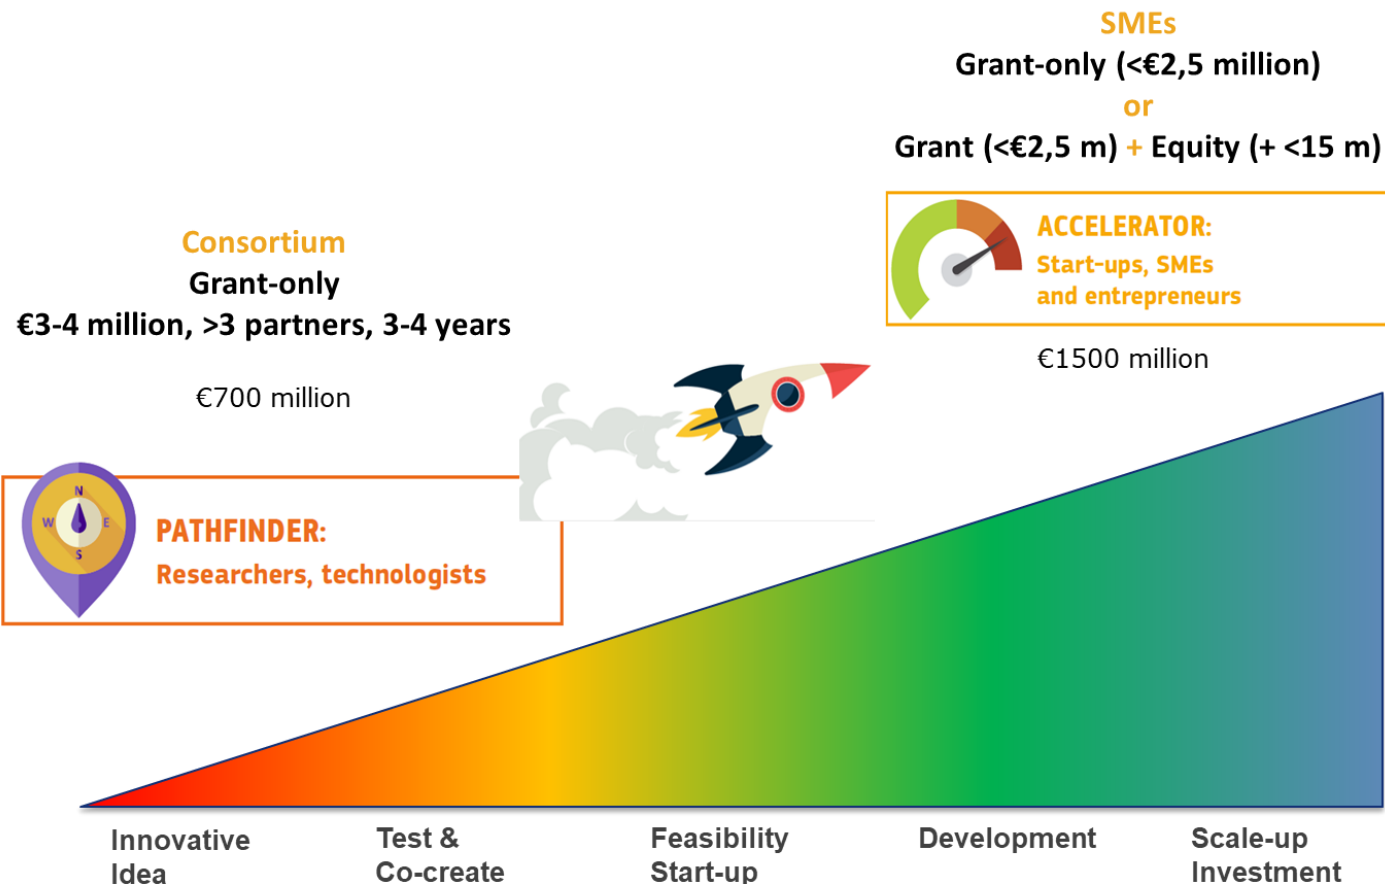 SMEs
Grant-only (<€2,5 million)
or
Grant (<€2,5 m) + Equity (+ <15 m)
ACCELERATOR:
Start-ups, SMEs
and entrepreneurs
€1500 million
Consortium
Grant-only
€3-4 million, >3 partners, 3-4 years
€700 million
N
W E
S
PATHFINDER:
Researchers, technologists
Innovative
Idea
Test &
Co-create
Feasibility
Start-up
Development
Scale-up
Investment